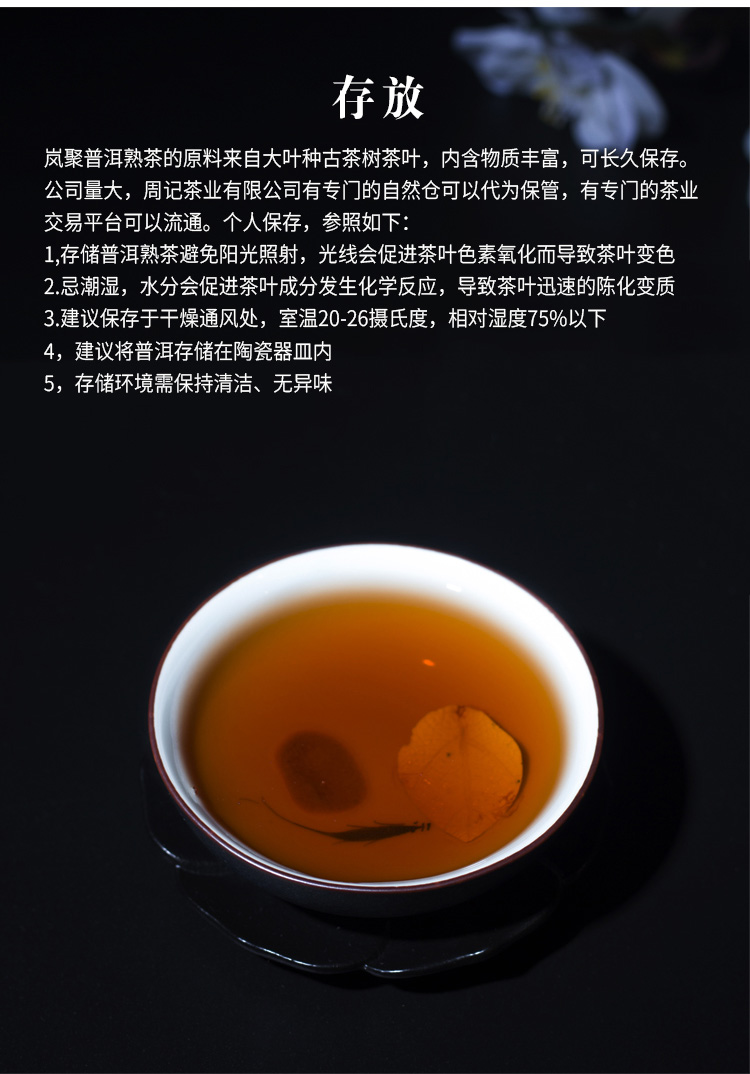 存放
岚聚普洱熟茶的原料来自大叶种古茶树茶叶，内含物质丰富，可长久保存。
公司量大，周记茶业有限公司有专门的自然仓可以代为保管，有专门的茶业
交易平台可以流通。个人保存，参照如下：
1,存储普洱熟茶避免阳光照射，光线会促进茶叶色素氧化而导致茶叶变色
2.忌潮湿，水分会促进茶叶成分发生化学反应，导致茶叶迅速的陈化变质
3.建议保存于干燥通风处，室温20-26摄氏度，相对湿度75%以下
4，建议将普洱存储在陶瓷器皿内
5，存储环境需保持清洁、无异味